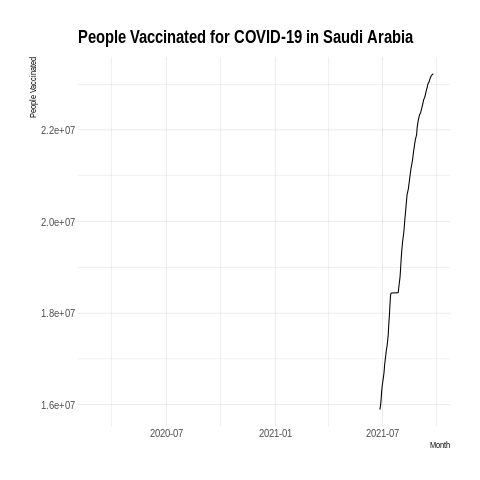 People Vaccinated for COVID-19 in Saudi Arabia
People Vaccinated
2.2e+07
2.0e+07
1.8e+07
1.6e+07
2020-07 2021-01 2021-07
Month